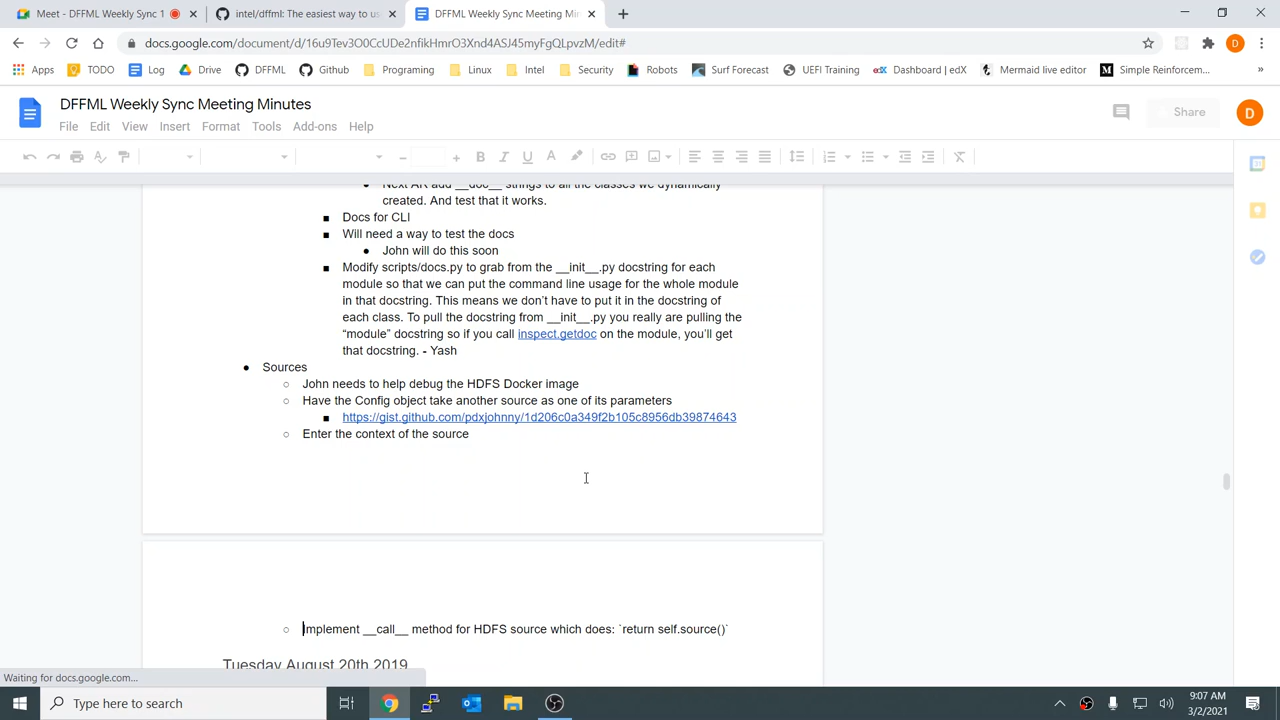 Meet - DFFML Weekly Sync
intel/dffml: The easiest way to us
DFFML Weekly Sync Meeting Minu
docs.google.com/document/d/16u9Tev3O0CcUDe2nfikHmrO3Xnd4ASJ45myFgQLpvzM/edit#
Apps
TODO
Log
Drive
DFFML
Github
Programing
Linux
Intel
Security
Robots
Surf Forecast
UEFI Training
Dashboard | edX
Mermaid live editor
Simple Reinforcem...
»
DFFML Weekly Sync Meeting Minutes
File Edit View Insert Format Tools Add-ons Help
Share
D
Next AR add __doc__ strings to all the classes we dynamically
created. And test that it works.
Docs for CLI
Will need a way to test the docs
John will do this soon
Modify scripts/docs.py to grab from the __init__.py docstring for each
module so that we can put the command line usage for the whole module
in that docstring. This means we don't have to put it in the docstring of
each class. To pull the docstring from __init__.py you really are pulling the
“module” docstring so if you call inspect.getdoc on the module, you'll get
that docstring. - Yash
Sources
John needs to help debug the HDFS Docker image
Have the Config object take another source as one of its parameters
https://gist.github.com/pdxjohnny/1d206c0a349f2b105c8956db39874643
Enter the context of the source
Implement __call__ method for HDFS source which does: `return self.source()`
Tuesday August 20th 2019
Waiting for docs.google.com...
Type here to search
9:07 AM
3/2/2021